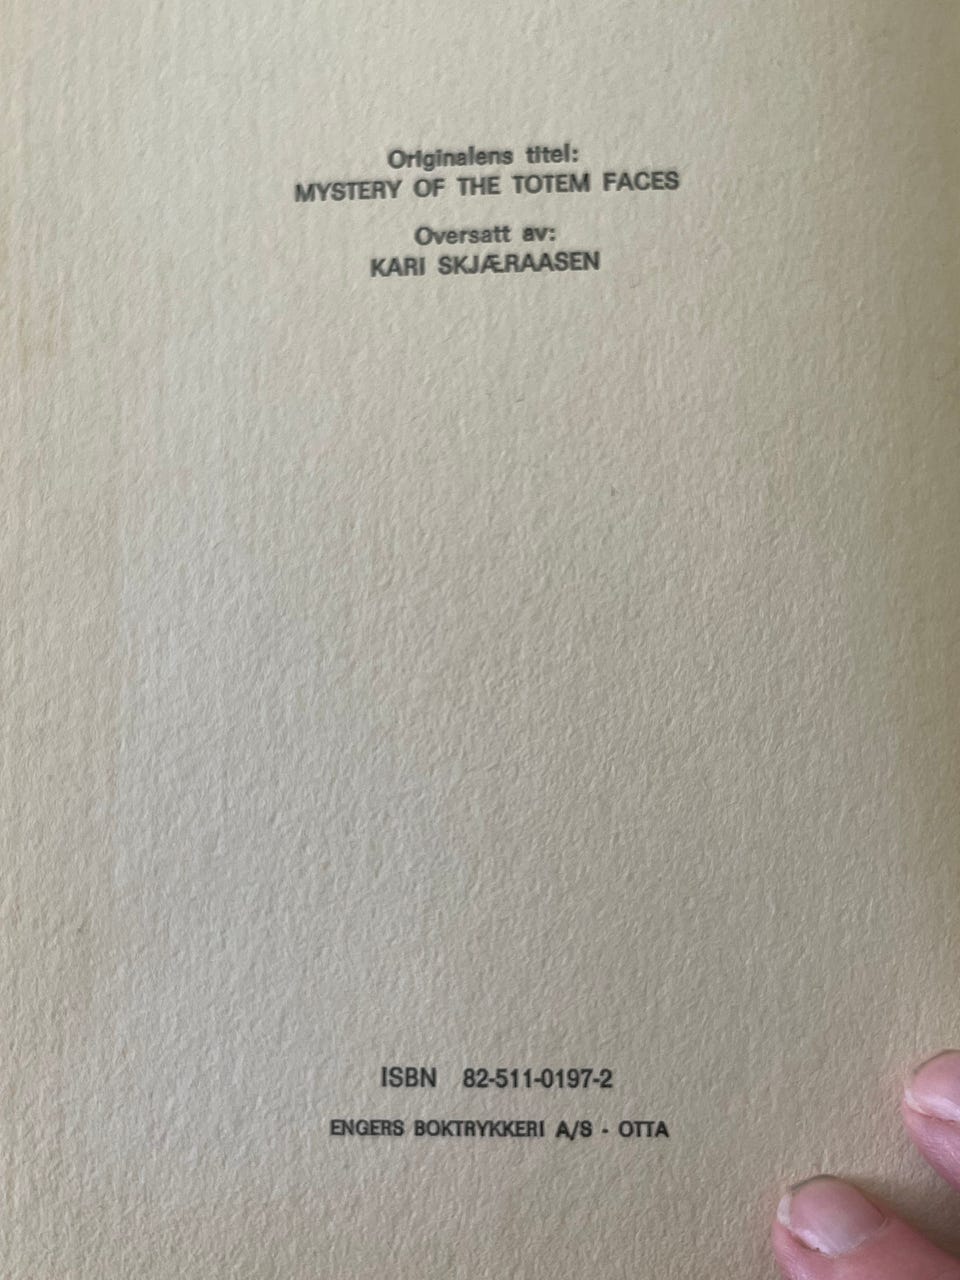 Originalens titel:
MYSTERY OF THE TOTEM FACES
Oversatt av:
KARI SKJÆRAASEN
ISBN 82-511-0197-2
ENGERS BOKTRYKKERI A/S - OTTA